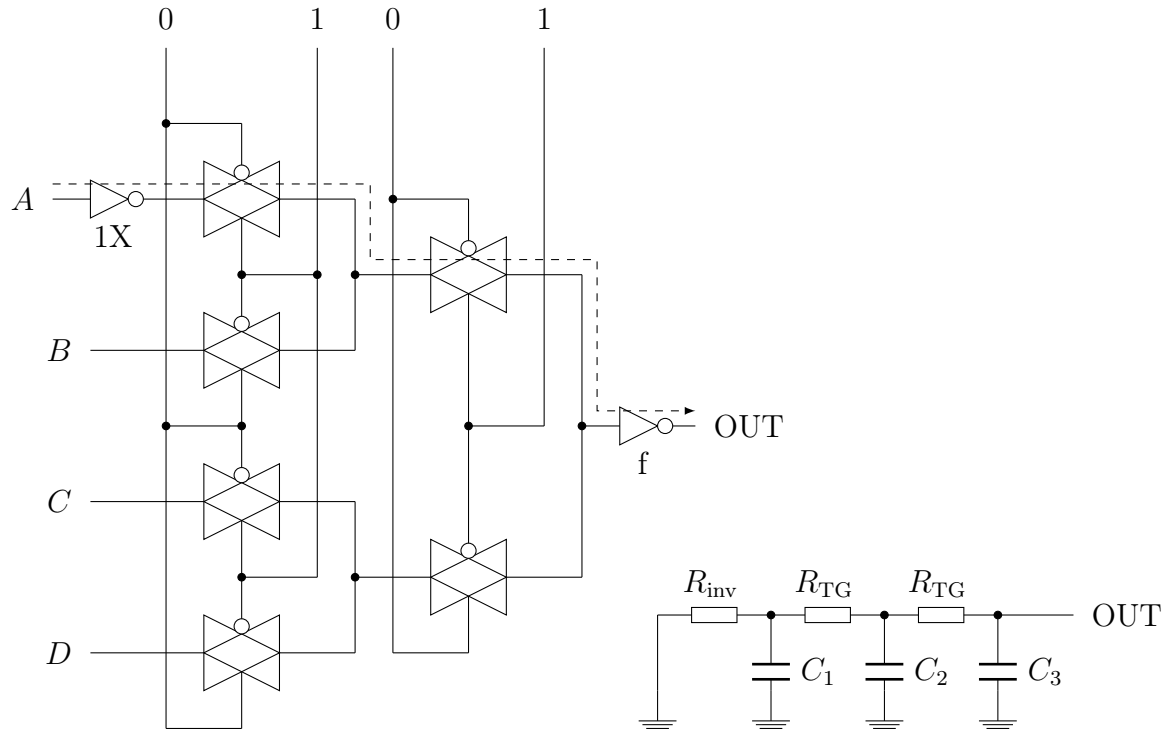 0 1 0 1
A
1X
B
OUT
f
C
R_inv R_TG R_TG
OUT
C_1 C_2 C_3
D